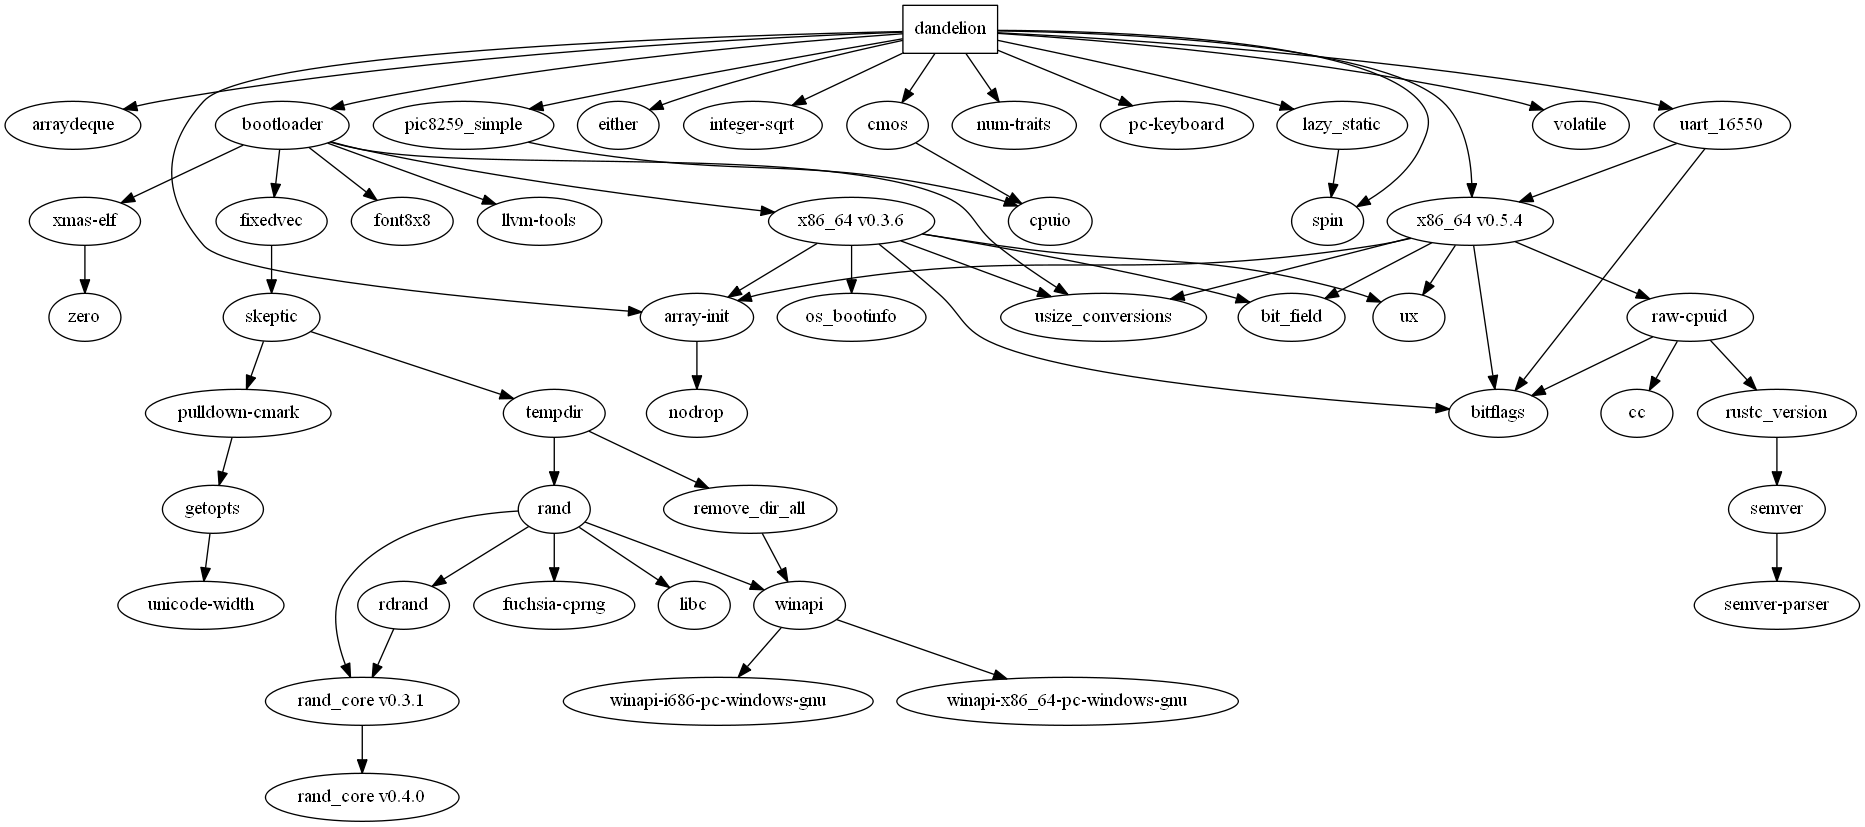 dandelion
arraydeque
bootloader
pic8259_simple
either
integer-sqrt
cmos
num-traits
pc-keyboard
lazy_static
volatile
uart_16550
xmas-elf
fixedvec
font8x8
llvm-tools
x86_64 v0.3.6
cpuio
spin
x86_64 v0.5.4
zero
skeptic
array-init
os_bootinfo
usize_conversions
bit_field
ux
raw-cpuid
pulldown-cmark
tempdir
nodrop
bitflags
cc
rustc_version
getopts
rand
remove_dir_all
semver
unicode-width
rdrand
fuchsia-cprng
libc
winapi
semver-parser
rand_core v0.3.1
winapi-i686-pc-windows-gnu
winapi-x86_64-pc-windows-gnu
rand_core v0.4.0